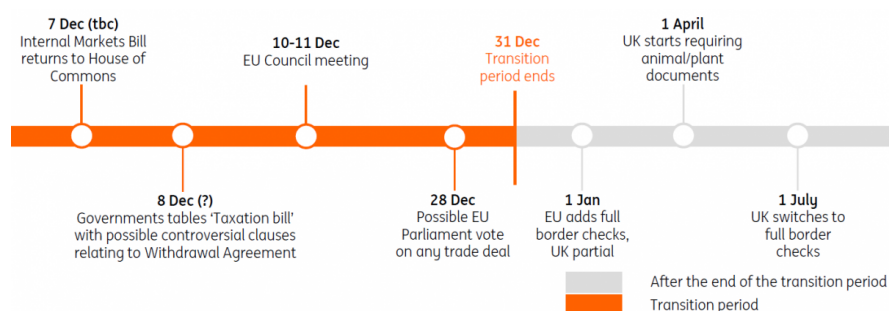 7 Dec (tbc)
Internal Markets Bill
returns to House of
Commons
10-11 Dec
EU Council meeting
31 Dec
Transition
period ends
1 April
UK starts requiring
animal/plant
documents
8 Dec (?)
Governments tables ‘Taxation bill’
with possible controversial clauses
relating to Withdrawal Agreement
28 Dec
Possible EU
Parliament vote
on any trade deal
1 Jan
EU adds full
border checks,
UK partial
1 July
UK switches to
full border
checks
After the end of the transition period
Transition period